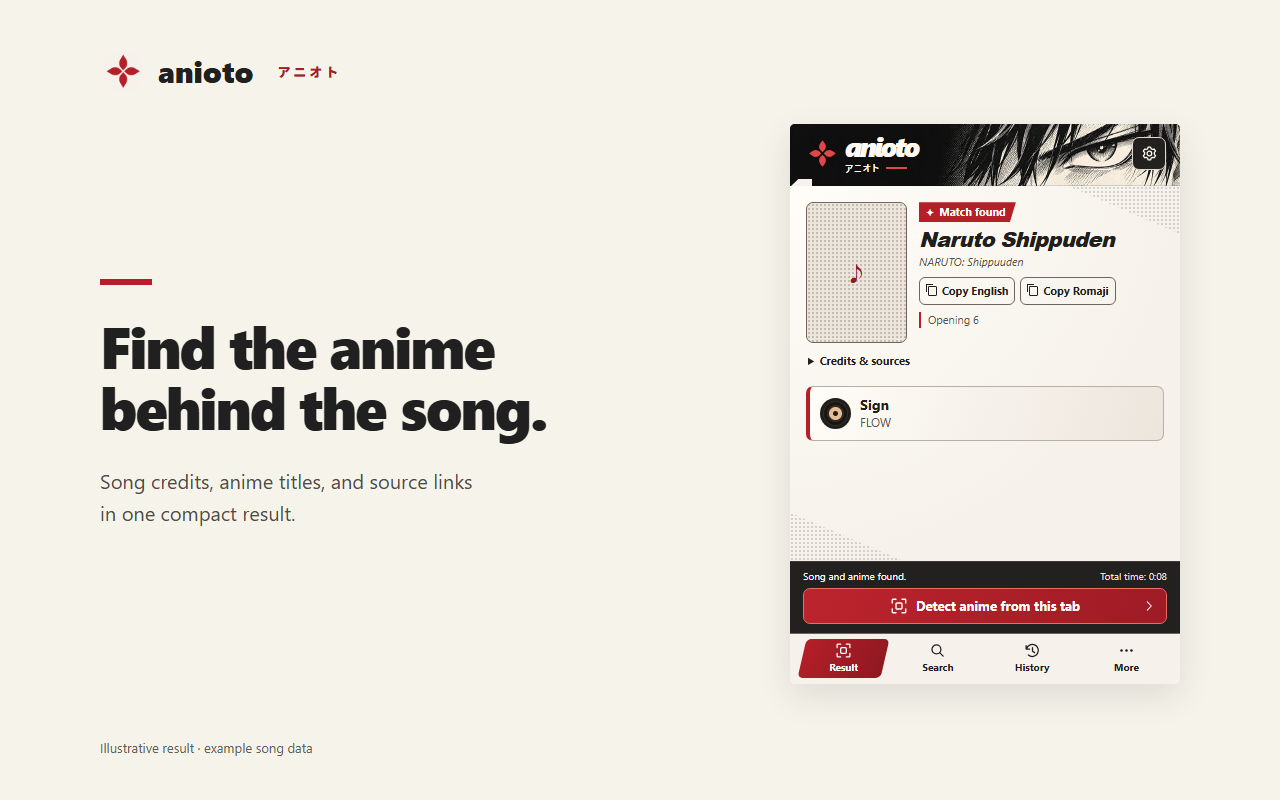 anioto アニオト
Find the anime
behind the song.
Song credits, anime titles, and source links
in one compact result.
Illustrative result · example song data
anioto
アニオト
Match found
Naruto Shippuden
NARUTO: Shippuuden
Copy English Copy Romaji
Opening 6
Credits & sources
Sign
FLOW
Song and anime found. Total time: 0:08
Detect anime from this tab
Result Search History More